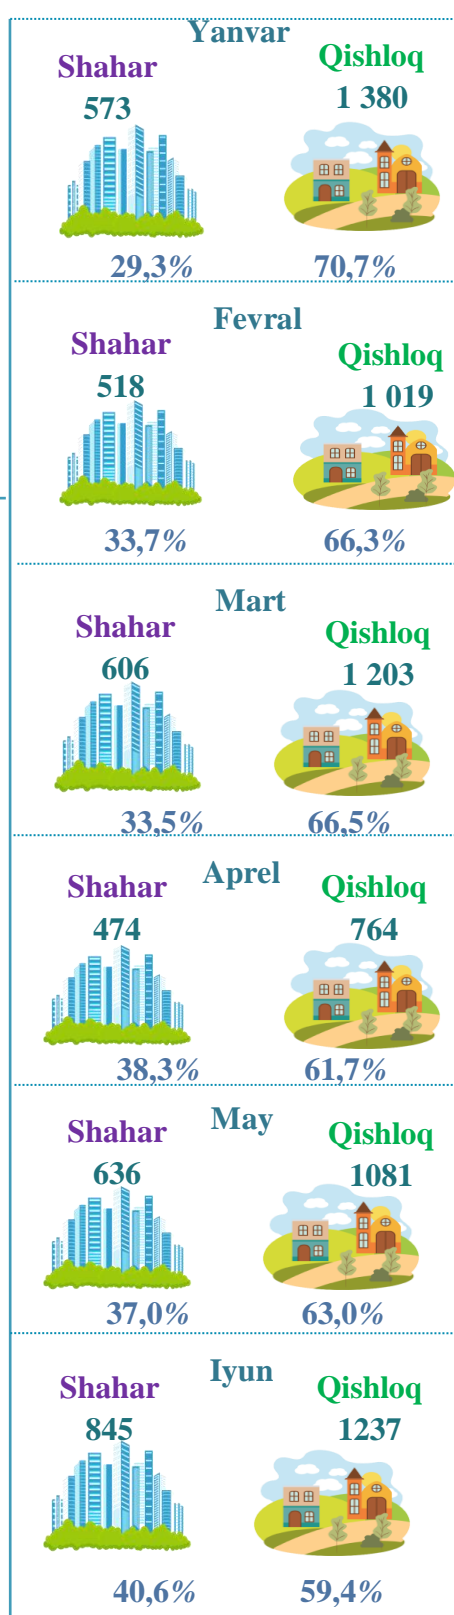 Yanvar
Shahar
Qishloq
573
1 380
29,3%
70,7%
Fevral
Shahar
Qishloq
518
1 019
33,7%
66,3%
Mart
Shahar
Qishloq
606
1 203
33,5%
66,5%
Aprel
Shahar
Qishloq
474
764
38,3%
61,7%
May
Shahar
Qishloq
636
1081
37,0%
63,0%
Iyun
Shahar
Qishloq
845
1237
40,6%
59,4%